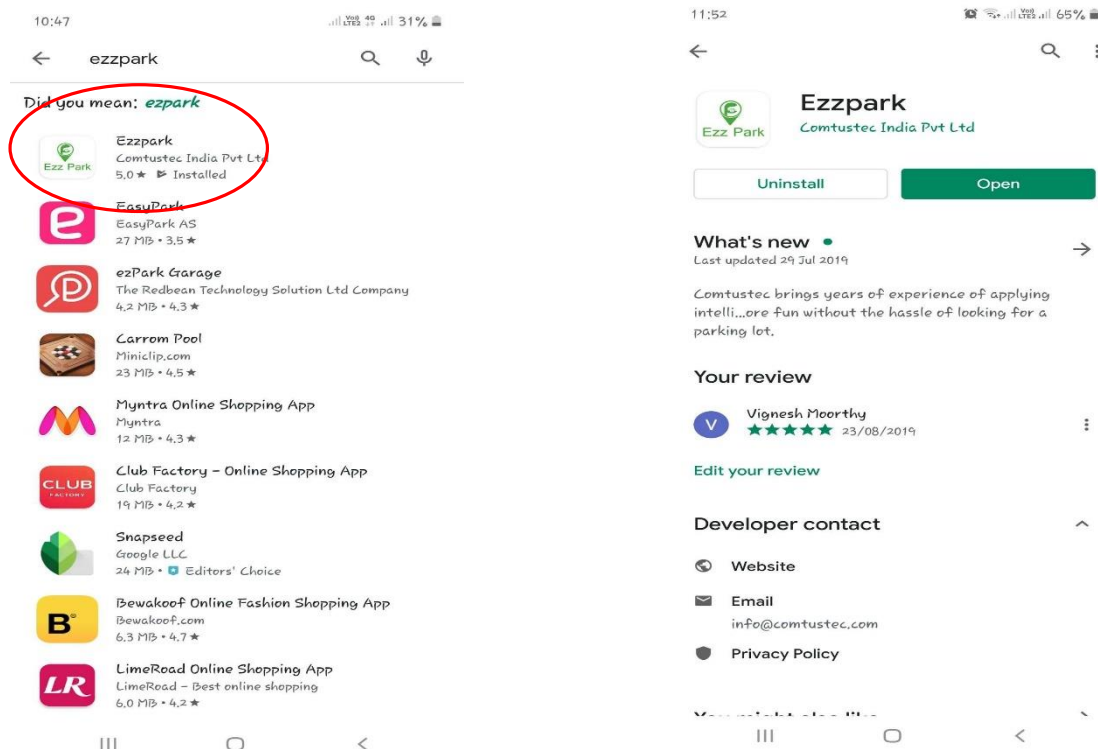 10:47
VoD 4G LTE2 31%
ezzpark
Did you mean: ezpark
Ezz Park
Ezzpark
Comtustec India Pvt Ltd
5.0★ Installed
EasyPark
EasyPark AS
27 MB • 3.5★
ezPark Garage
The Redbean Technology Solution Ltd Company
4.2 MB • 4.3★
Carrom Pool
Miniclip.com
23 MB • 4.5★
Myntra Online Shopping App
Myntra
12 MB • 4.3★
CLUB
FACTORY
Club Factory – Online Shopping App
Club Factory
19 MB • 4.2★
Snapseed
Google LLC
24 MB • Editors' Choice
B
Bewakoof Online Fashion Shopping App
Bewakoof.com
6.3 MB • 4.7★
LR
LimeRoad Online Shopping App
LimeRoad – Best online shopping
6.0 MB • 4.2★
11:52
LTE2 65%
Ezz Park
Ezzpark
Comtustec India Pvt Ltd
Uninstall
Open
What's new •
Last updated 29 Jul 2019
Comtustec brings years of experience of applying
intelli...ore fun without the hassle of looking for a
parking lot.
Your review
V
Vignesh Moorthy
★★★★★ 23/08/2019
Edit your review
Developer contact
Website
Email
info@comtustec.com
Privacy Policy